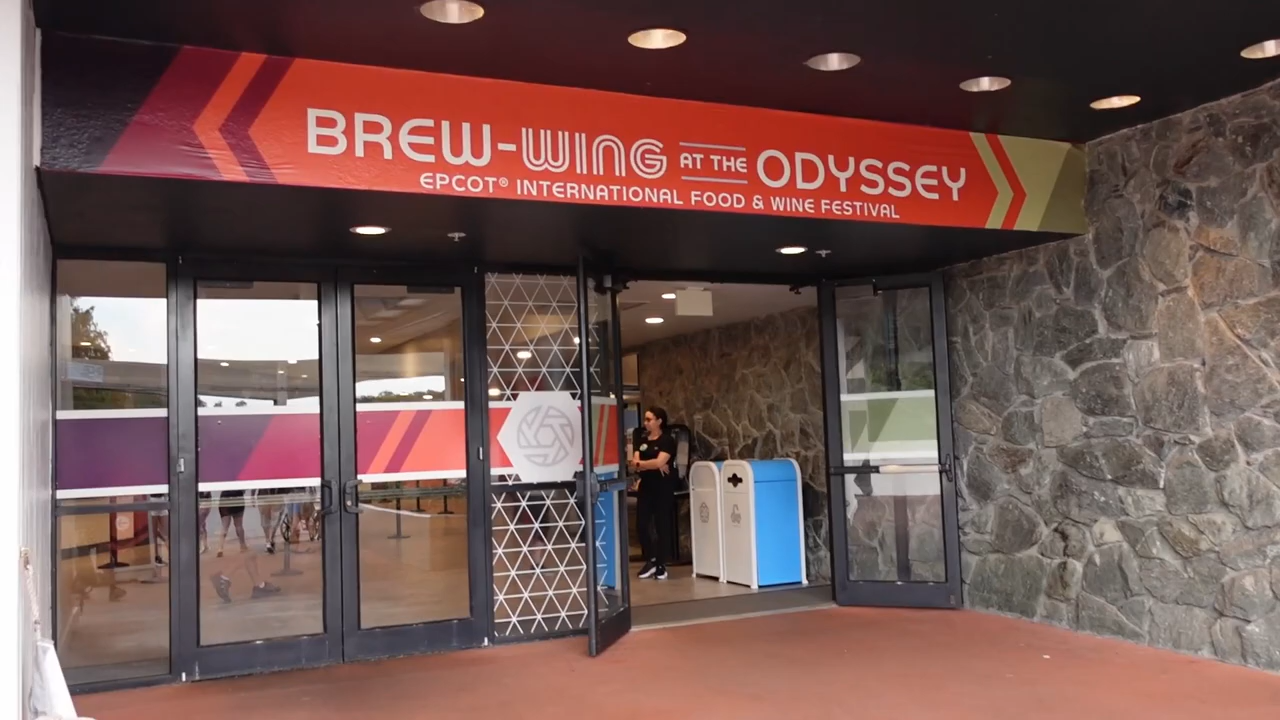 BREW-WING AT THE ODYSSEY
EPCOT® INTERNATIONAL FOOD & WINE FESTIVAL